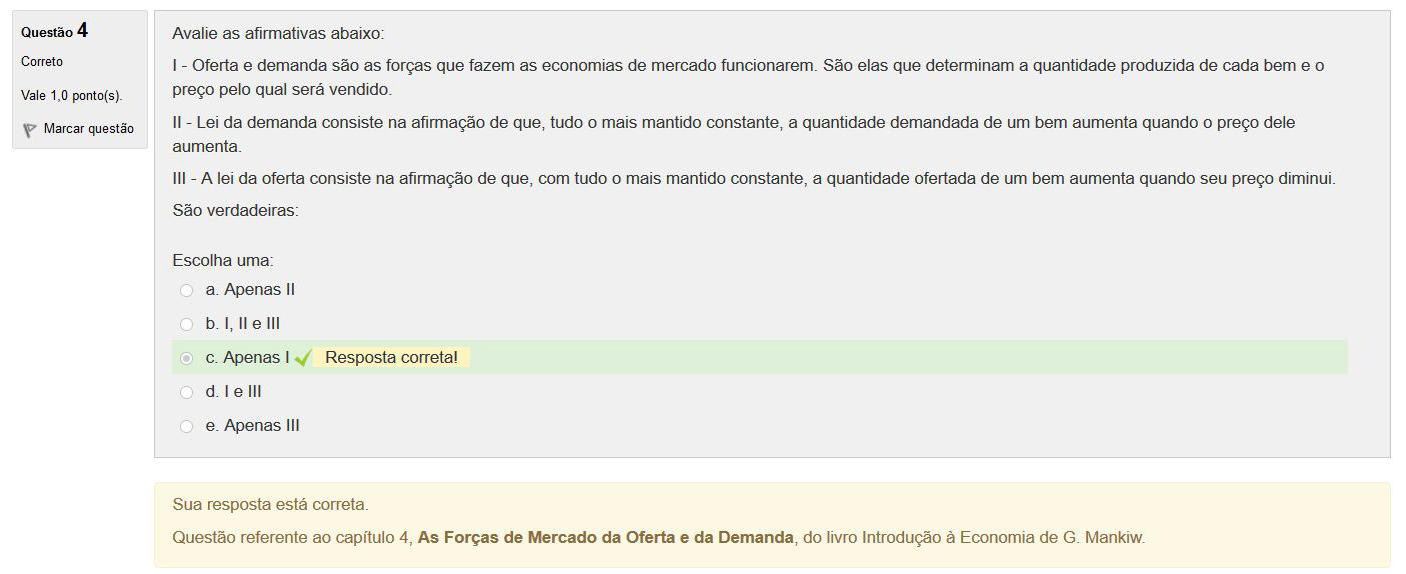 Questão 4
Correto
Vale 1,0 ponto(s).
Marcar questão
Avalie as afirmativas abaixo:
I - Oferta e demanda são as forças que fazem as economias de mercado funcionarem. São elas que determinam a quantidade produzida de cada bem e o
preço pelo qual será vendido.
II - Lei da demanda consiste na afirmação de que, tudo o mais mantido constante, a quantidade demandada de um bem aumenta quando o preço dele
aumenta.
III - A lei da oferta consiste na afirmação de que, com tudo o mais mantido constante, a quantidade ofertada de um bem aumenta quando seu preço diminui.
São verdadeiras:
Escolha uma:
a. Apenas II
b. I, II e III
c. Apenas I Resposta correta!
d. I e III
e. Apenas III
Sua resposta está correta.
Questão referente ao capítulo 4, As Forças de Mercado da Oferta e da Demanda, do livro Introdução à Economia de G. Mankiw.